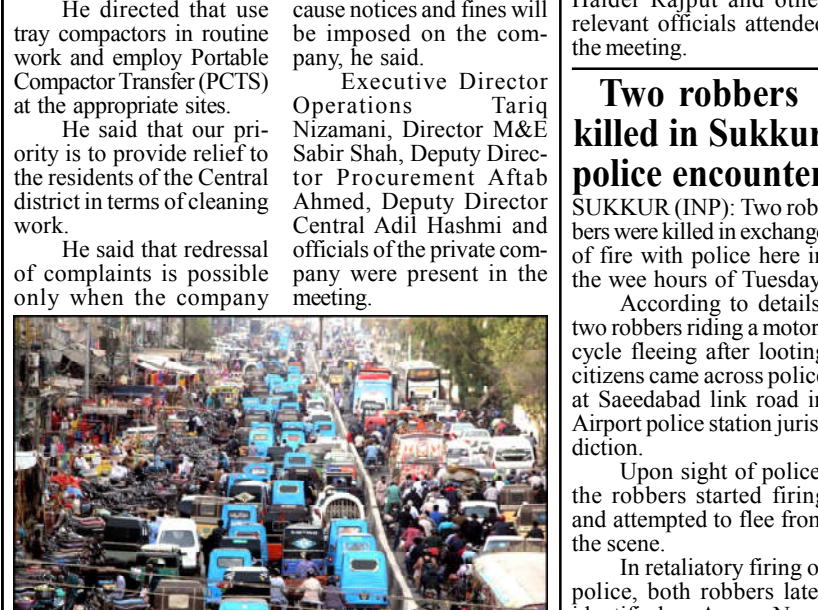 He directed that use
tray compactors in routine
work and employ Portable
Compactor Transfer (PCTS)
at the appropriate sites.
He said that our pri-
ority is to provide relief to
the residents of the Central
district in terms of cleaning
work.
He said that redressal
of complaints is possible
only when the company
cause notices and fines will
be imposed on the com-
pany, he said.
Executive Director
Operations Tariq
Nizamani, Director M&E
Sabir Shah, Deputy Direc-
tor Procurement Aftab
Ahmed, Deputy Director
Central Adil Hashmi and
officials of the private com-
pany were present in the
meeting.
Haider Rajput and other
relevant officials attended
the meeting.
Two robbers
killed in Sukkur
police encounter
SUKKUR (INP): Two rob-
bers were killed in exchange
of fire with police here in
the wee hours of Tuesday.
According to details,
two robbers riding a motor-
cycle fleeing after looting
citizens came across police
at Saeedabad link road in
Airport police station juris-
diction.
Upon sight of police,
the robbers started firing
and attempted to flee from
the scene.
In retaliatory firing of
police, both robbers later